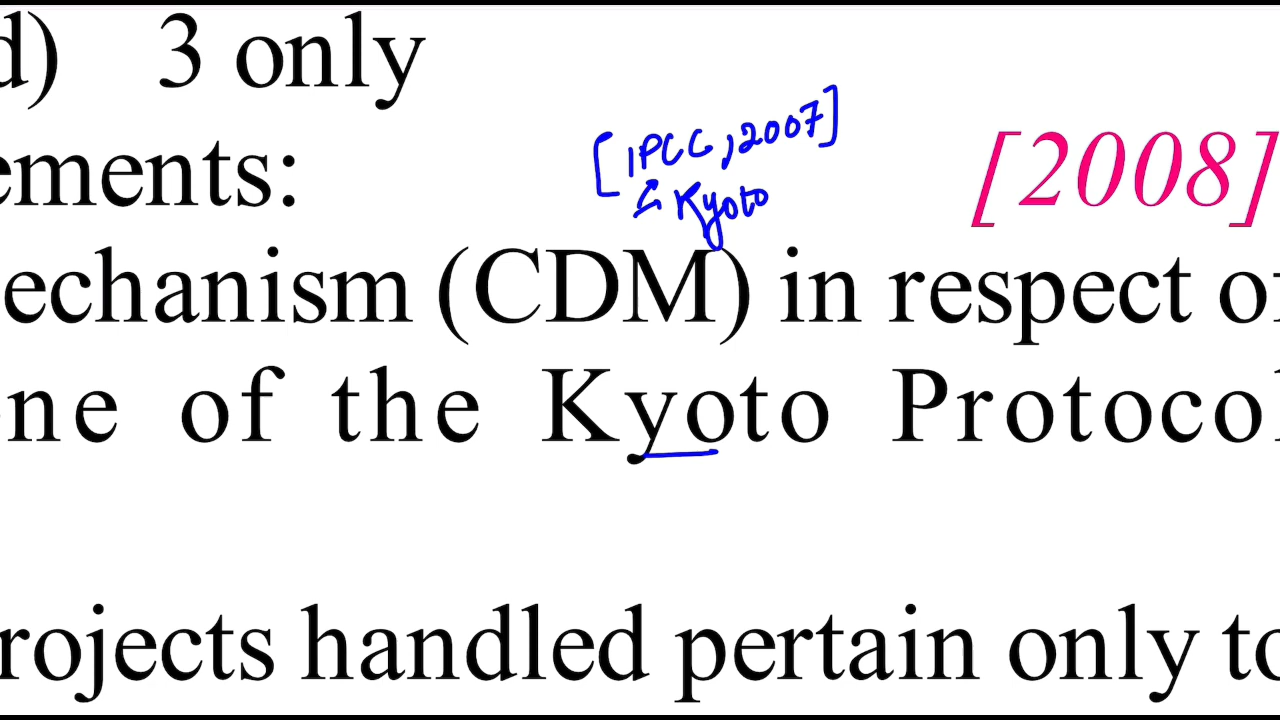 d) 3 only
[IPCC, 2007]
ements: [2008]
& Kyoto
echanism (CDM) in respect of
ne of the Kyoto Protocol
rojects handled pertain only to